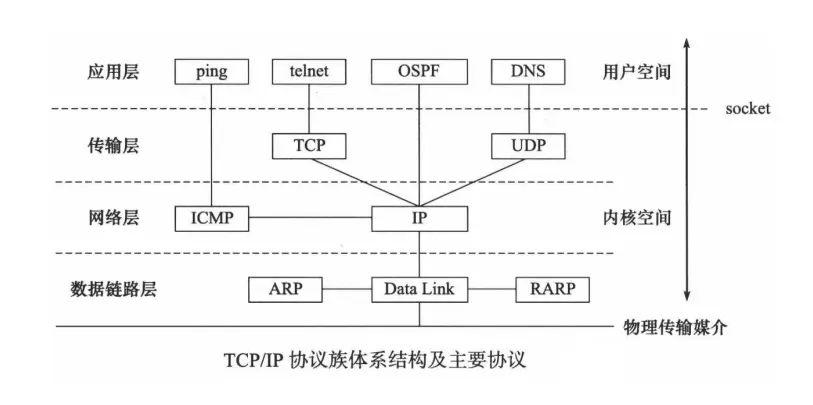 应用层 ping telnet OSPF DNS 用户空间
socket
传输层 TCP UDP
网络层 ICMP IP 内核空间
数据链路层 ARP Data Link RARP
物理传输媒介
TCP/IP 协议族体系结构及主要协议